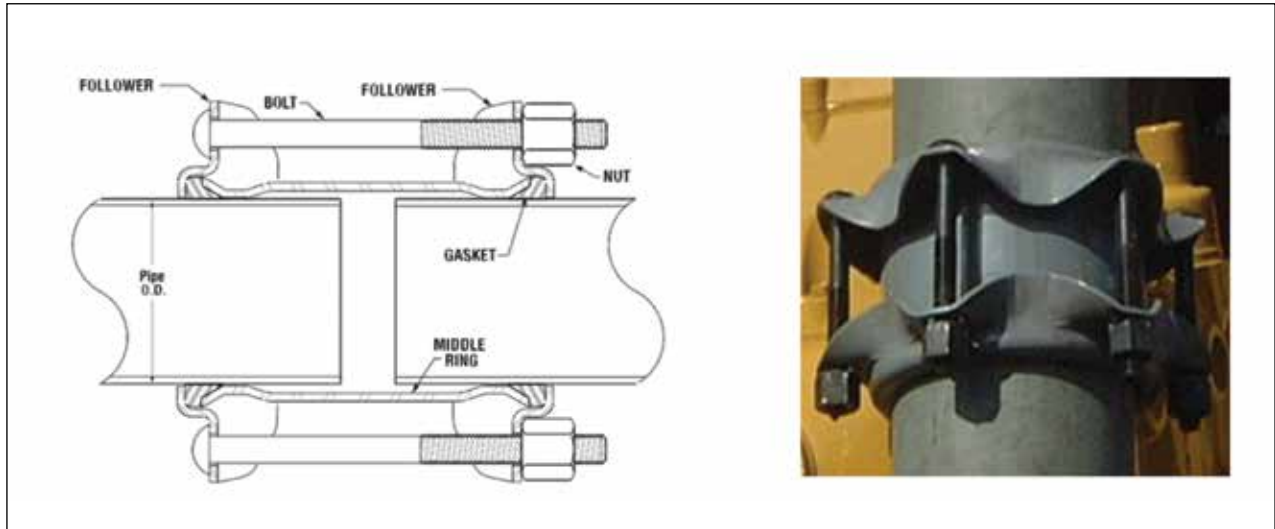 FOLLOWER
BOLT
FOLLOWER
NUT
GASKET
Pipe
O.D.
MIDDLE
RING